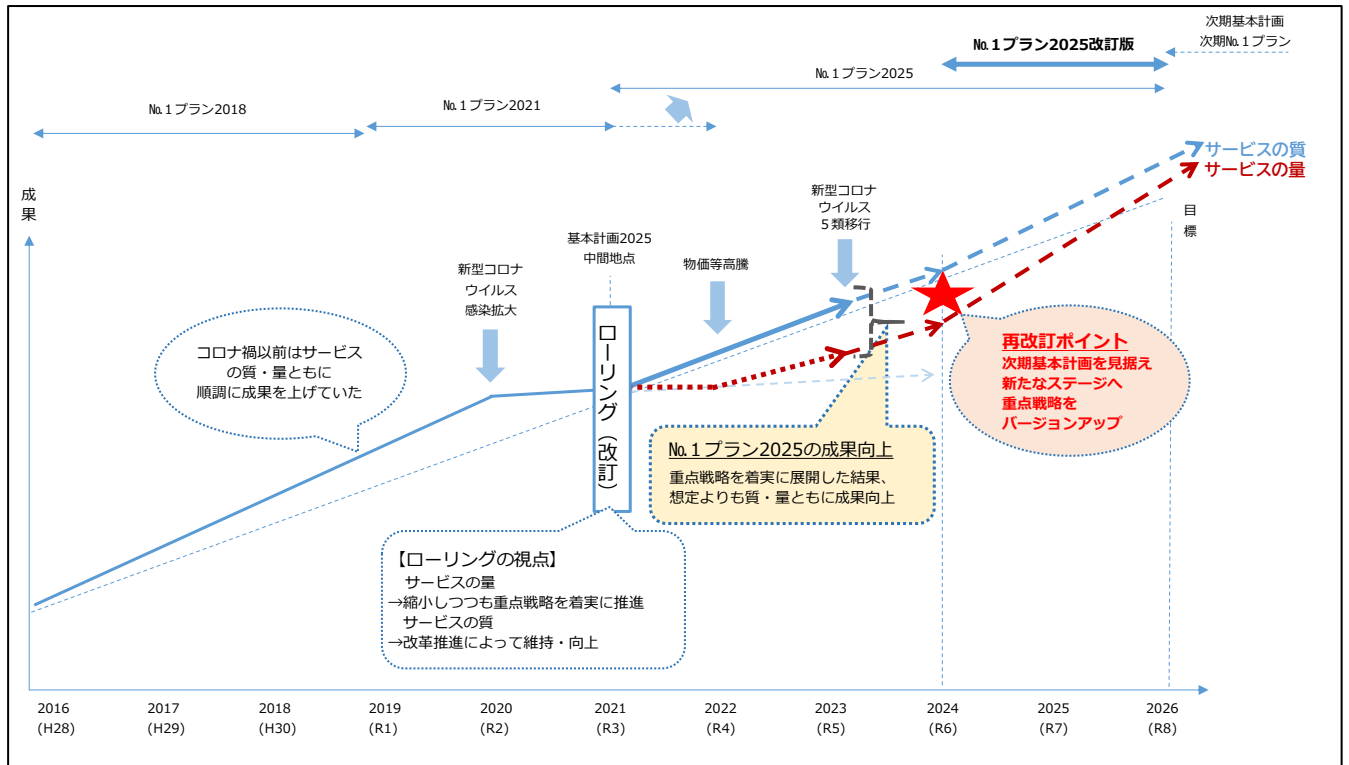 次期基本計画
次期№1プラン
№1プラン2025改訂版
№1プラン2025
№1プラン2018
№1プラン2021
サービスの質
サービスの量
成果
目標
新型コロナ
ウイルス
5類移行
基本計画2025
中間地点
物価等高騰
新型コロナ
ウイルス
感染拡大
ローリング（改訂）
コロナ禍以前はサービス
の質・量ともに
順調に成果を上げていた
再改訂ポイント
次期基本計画を見据え
新たなステージへ
重点戦略を
バージョンアップ
№1プラン2025の成果向上
重点戦略を着実に展開した結果、
想定よりも質・量ともに成果向上
【ローリングの視点】
サービスの量
→縮小しつつも重点戦略を着実に推進
サービスの質
→改革推進によって維持・向上
2016 2017 2018 2019 2020 2021 2022 2023 2024 2025 2026
(H28) (H29) (H30) (R1) (R2) (R3) (R4) (R5) (R6) (R7) (R8)